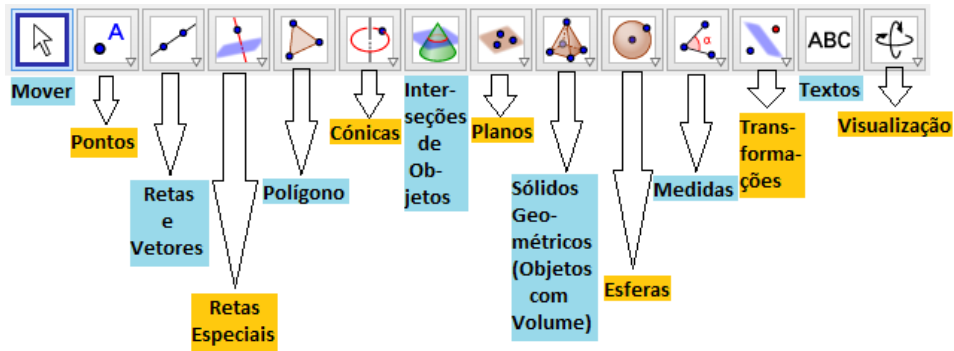 A
α
ABC
Mover
Pontos
Retas
e
Vetores
Retas
Especiais
Polígono
Cónicas
Inter-
seções
de
Ob-
jetos
Planos
Sólidos
Geo-
métricos
(Objetos
com
Volume)
Esferas
Medidas
Trans-
forma-
ções
Textos
Visualização